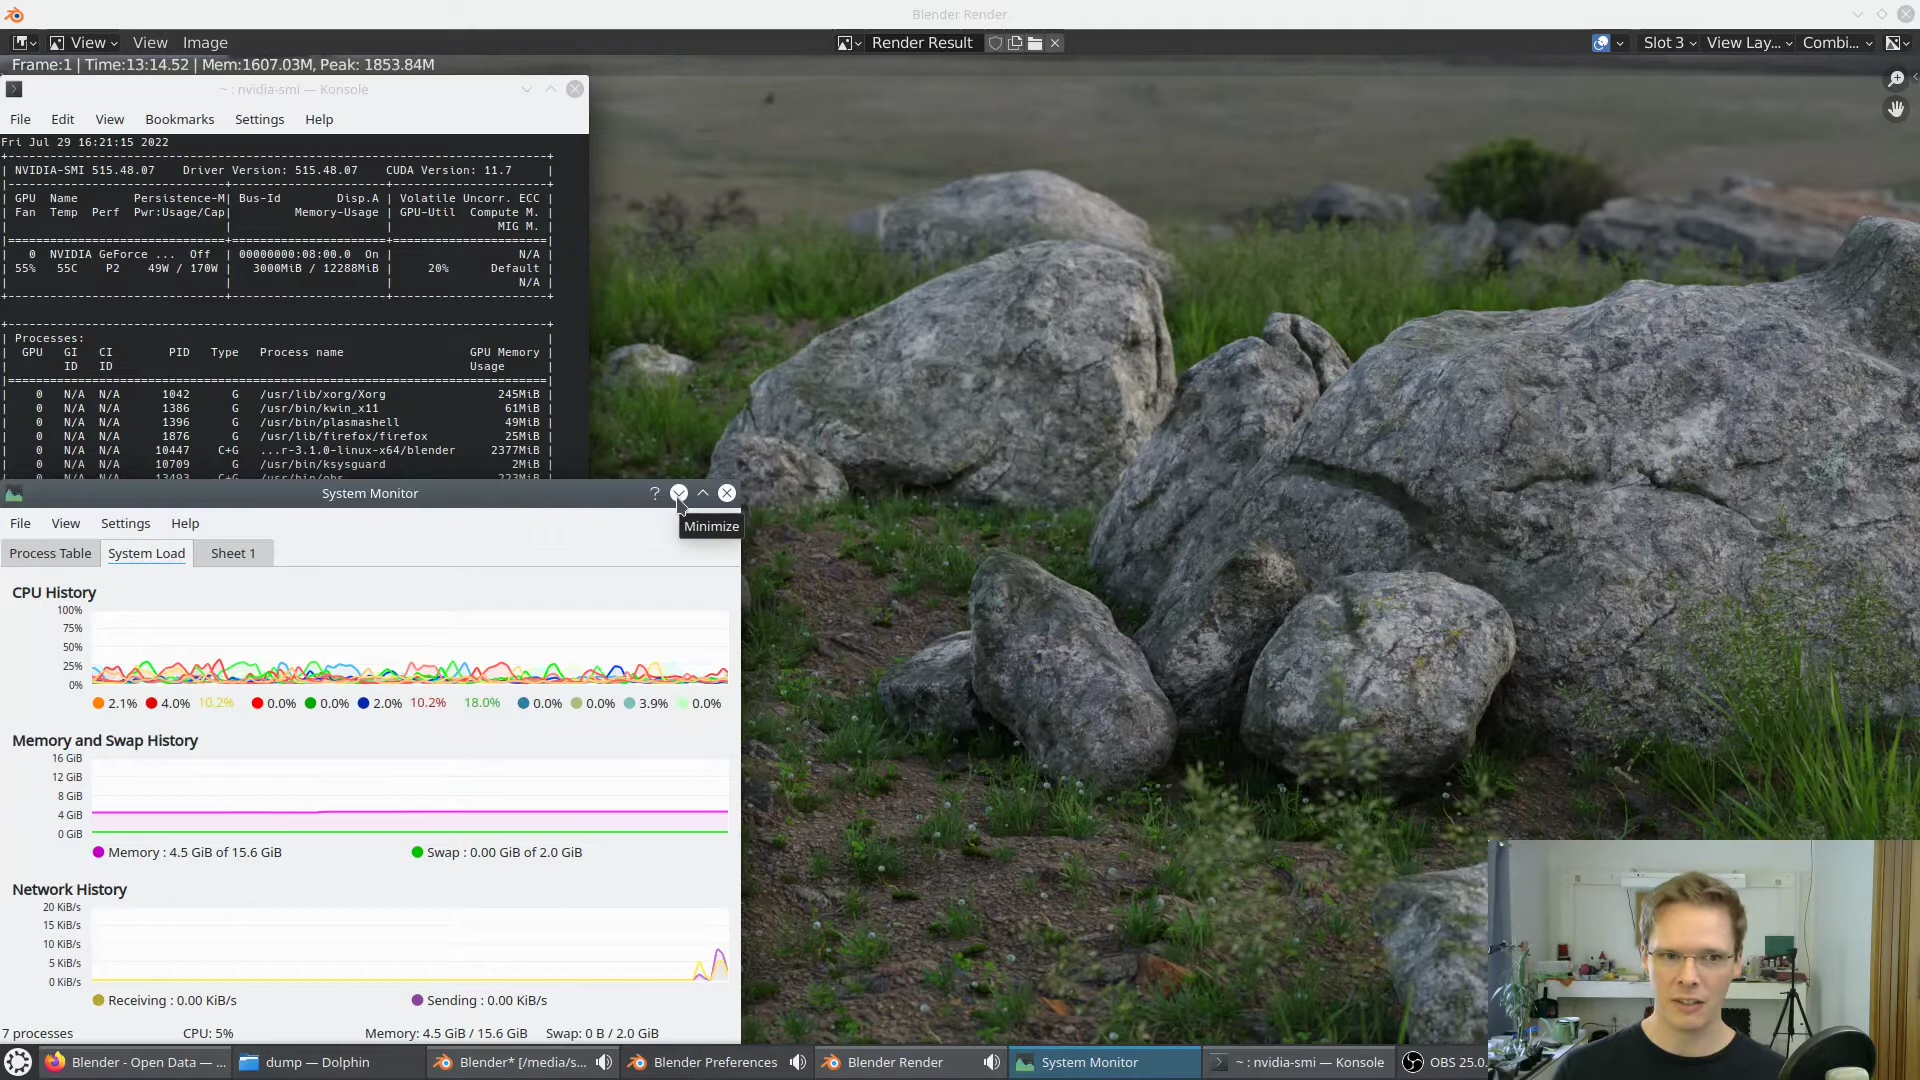 Blender Render
View View Image Render Result Slot 3 View Lay... Combi...
Frame:1 | Time:13:14.52 | Mem:1607.03M, Peak: 1853.84M
~ : nvidia-smi — Konsole
File Edit View Bookmarks Settings Help
Fri Jul 29 16:21:15 2022
NVIDIA-SMI 515.48.07 Driver Version: 515.48.07 CUDA Version: 11.7
GPU Name Persistence-M| Bus-Id Disp.A | Volatile Uncorr. ECC
Fan Temp Perf Pwr:Usage/Cap| Memory-Usage | GPU-Util Compute M.
MIG M.
0 NVIDIA GeForce ... Off | 00000000:08:00.0 On | N/A
55% 55C P2 49W / 170W | 3000MiB / 12288MiB | 20% Default
N/A
Processes:
GPU GI CI PID Type Process name GPU Memory
ID ID Usage
0 N/A N/A 1042 G /usr/lib/xorg/Xorg 245MiB
0 N/A N/A 1386 G /usr/bin/kwin_x11 61MiB
0 N/A N/A 1396 G /usr/bin/plasmashell 49MiB
0 N/A N/A 1876 G /usr/lib/firefox/firefox 25MiB
0 N/A N/A 10447 C+G ...r-3.1.0-linux-x64/blender 2377MiB
0 N/A N/A 10709 G /usr/bin/ksysguard 2MiB
0 N/A N/A 13493 C+G /usr/bin/obs 223MiB
System Monitor
Minimize
File View Settings Help
Process Table System Load Sheet 1
CPU History
100%
75%
50%
25%
0%
2.1% 4.0% 10.2% 0.0% 0.0% 2.0% 10.2% 18.0% 0.0% 0.0% 3.9% 0.0%
Memory and Swap History
16 GiB
12 GiB
8 GiB
4 GiB
0 GiB
Memory : 4.5 GiB of 15.6 GiB Swap : 0.00 GiB of 2.0 GiB
Network History
20 KiB/s
15 KiB/s
10 KiB/s
5 KiB/s
0 KiB/s
Receiving : 0.00 KiB/s Sending : 0.00 KiB/s
7 processes CPU: 5% Memory: 4.5 GiB / 15.6 GiB Swap: 0 B / 2.0 GiB
Blender - Open Data — ... dump — Dolphin Blender* [/media/s... Blender Preferences Blender Render System Monitor ~ : nvidia-smi — Konsole OBS 25.0.